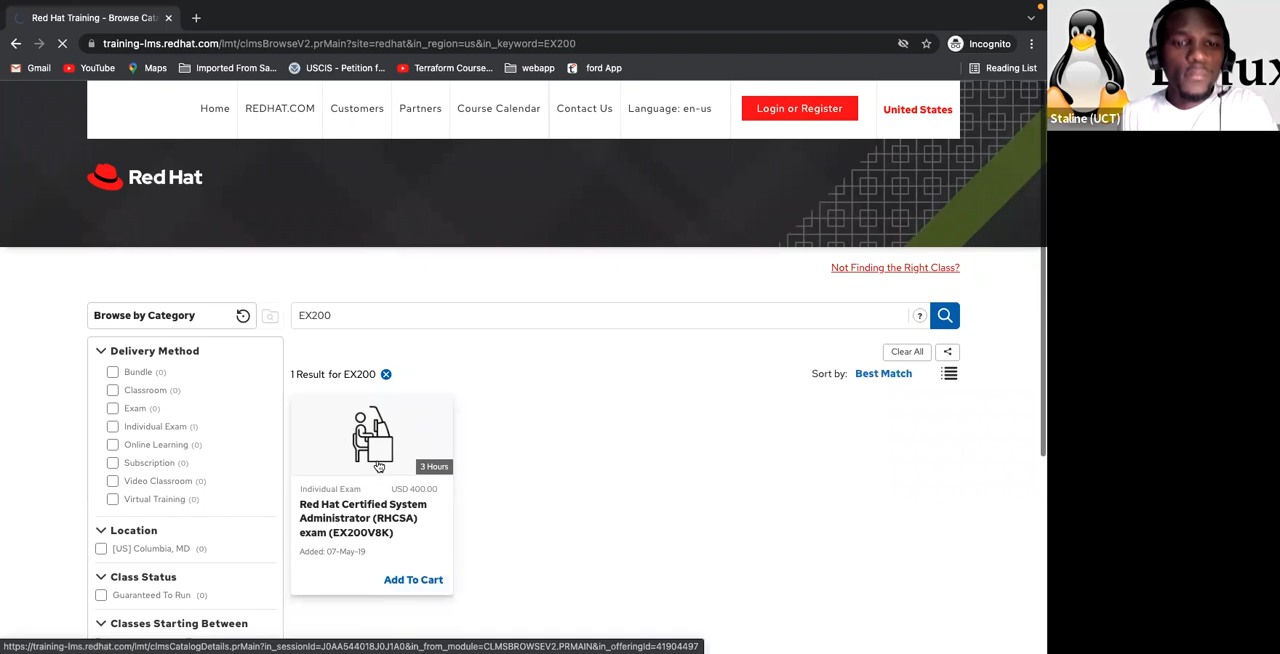 Red Hat Training - Browse Cata
training-lms.redhat.com/lmt/clmsBrowseV2.prMain?site=redhat&in_region=us&in_keyword=EX200
Incognito
Gmail
YouTube
Maps
Imported From Sa...
USCIS - Petition f...
Terraform Course...
webapp
ford App
Reading List
Home
REDHAT.COM
Customers
Partners
Course Calendar
Contact Us
Language: en-us
Login or Register
United States
Red Hat
Not Finding the Right Class?
Browse by Category
EX200
?
Clear All
1 Result for EX200
Sort by: Best Match
Delivery Method
Bundle (0)
Classroom (0)
Exam (0)
Individual Exam (1)
Online Learning (0)
Subscription (0)
Video Classroom (0)
Virtual Training (0)
Location
[US] Columbia, MD (0)
Class Status
Guaranteed To Run (0)
Classes Starting Between
3 Hours
Individual Exam USD 400.00
Red Hat Certified System
Administrator (RHCSA)
exam (EX200V8K)
Added: 07-May-19
Add To Cart
https://training-lms.redhat.com/lmt/clmsCatalogDetails.prMain?in_sessionId=J0AA544018J0J1A0&in_from_module=CLMSBROWSEV2.PRMAIN&in_offeringId=41904497
Staline (UCT)